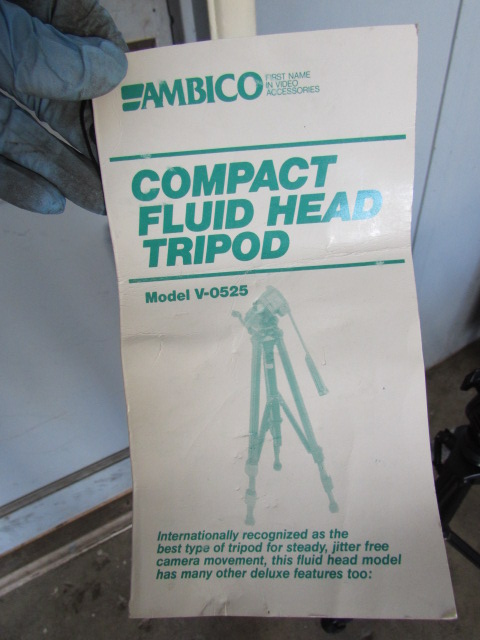 AMBICO
FIRST NAME
IN VIDEO
ACCESSORIES
COMPACT
FLUID HEAD
TRIPOD
Model V-0525
Internationally recognized as the
best type of tripod for steady, jitter free
camera movement, this fluid head model
has many other deluxe features too: